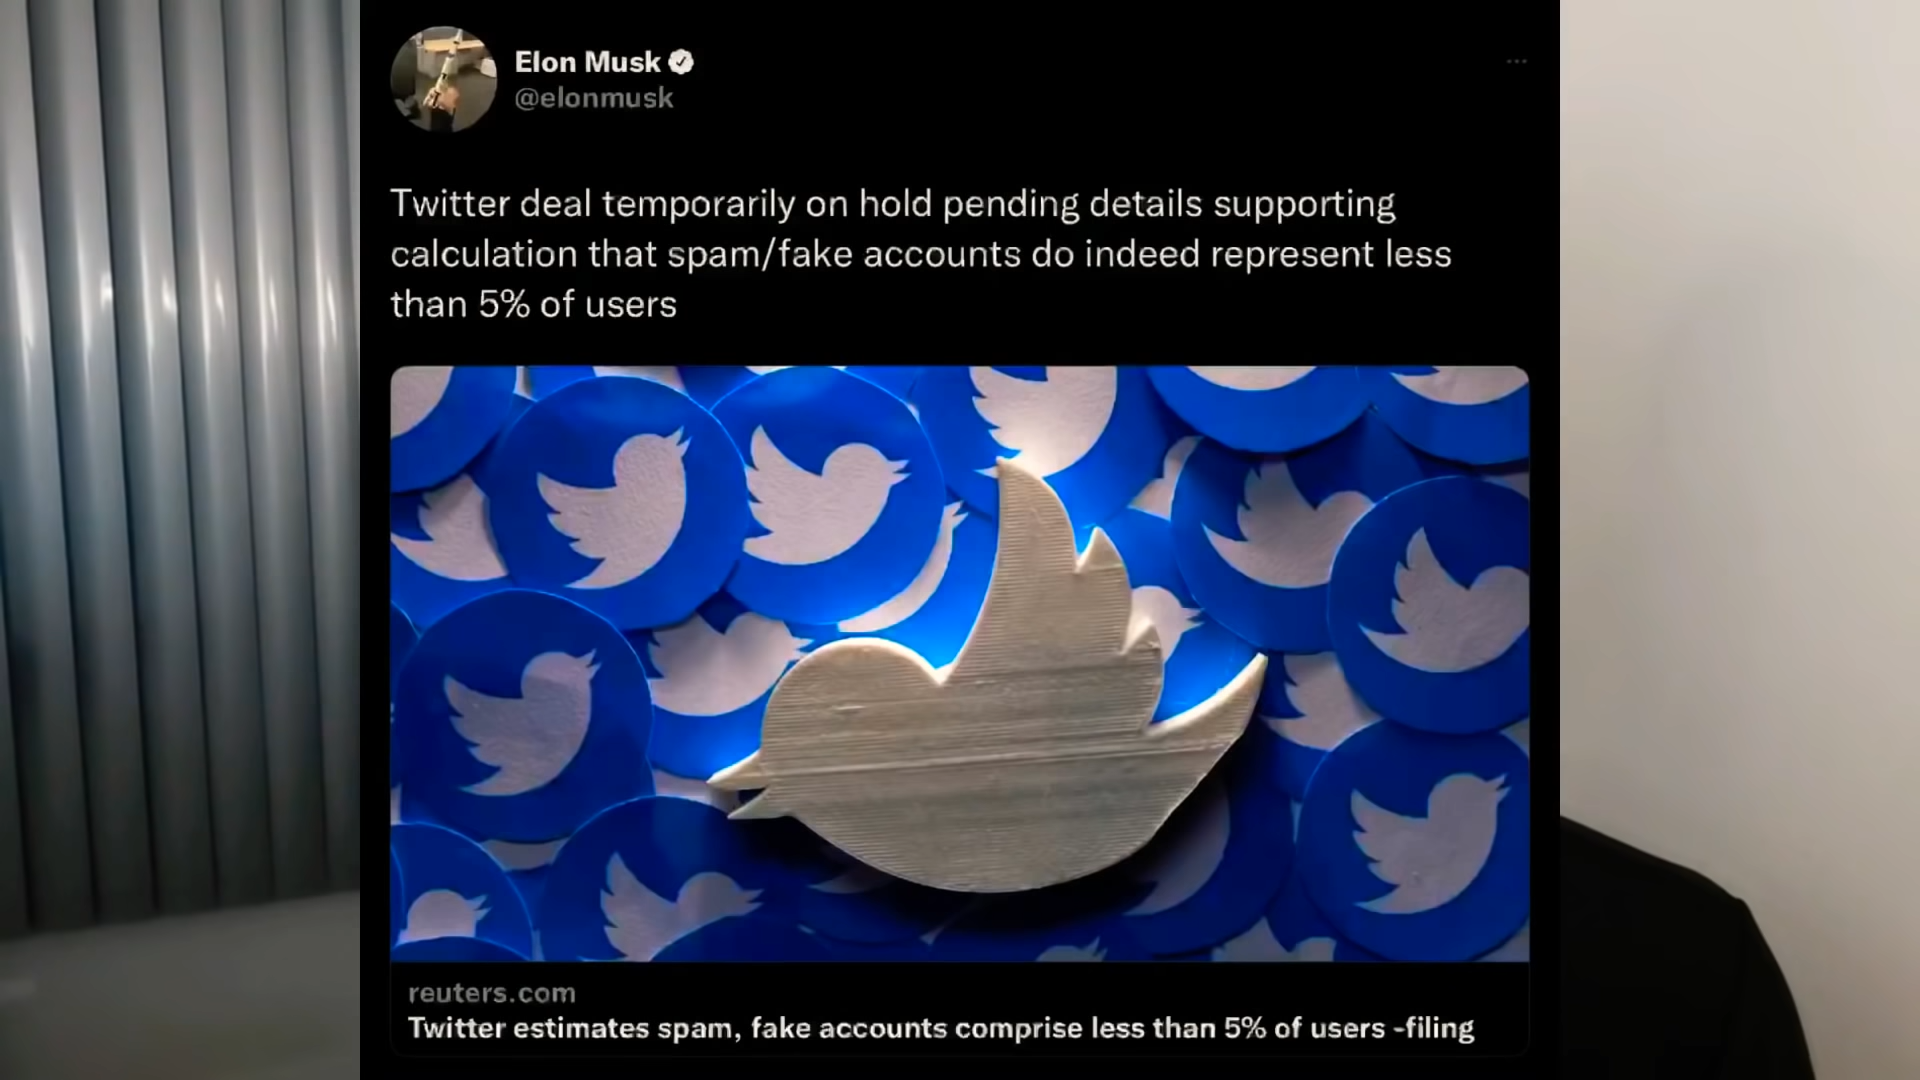 Elon Musk
@elonmusk
Twitter deal temporarily on hold pending details supporting
calculation that spam/fake accounts do indeed represent less
than 5% of users
reuters.com
Twitter estimates spam, fake accounts comprise less than 5% of users -filing